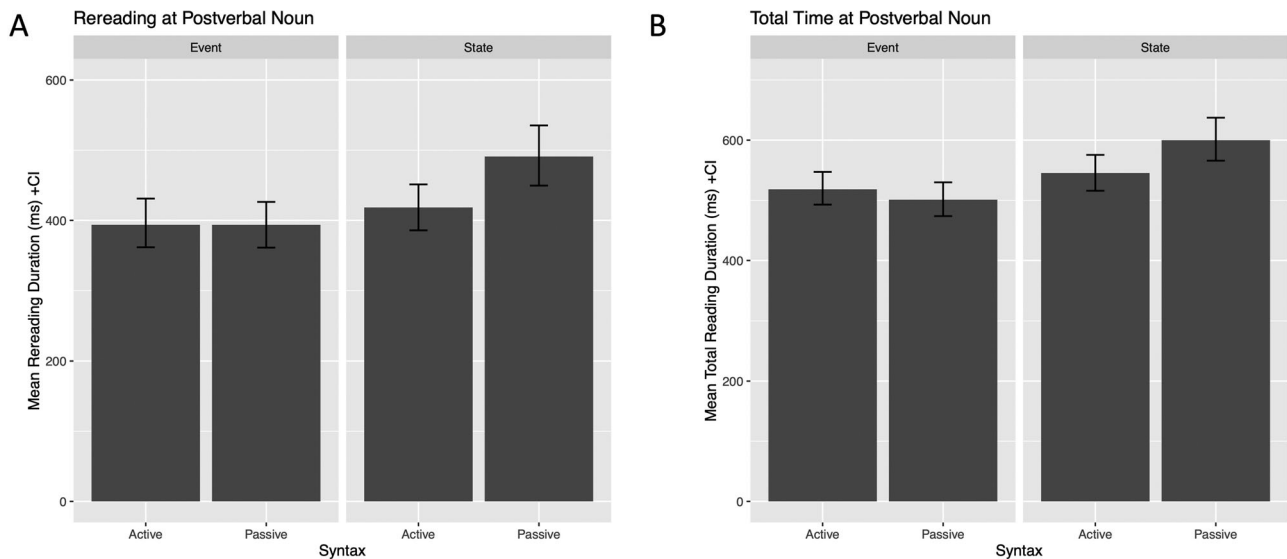 A
Rereading at Postverbal Noun
Event
State
Mean Rereading Duration (ms) +CI
600
400
200
0
Active
Passive
Active
Passive
Syntax
B
Total Time at Postverbal Noun
Event
State
Mean Total Reading Duration (ms) +CI
600
400
200
0
Active
Passive
Active
Passive
Syntax